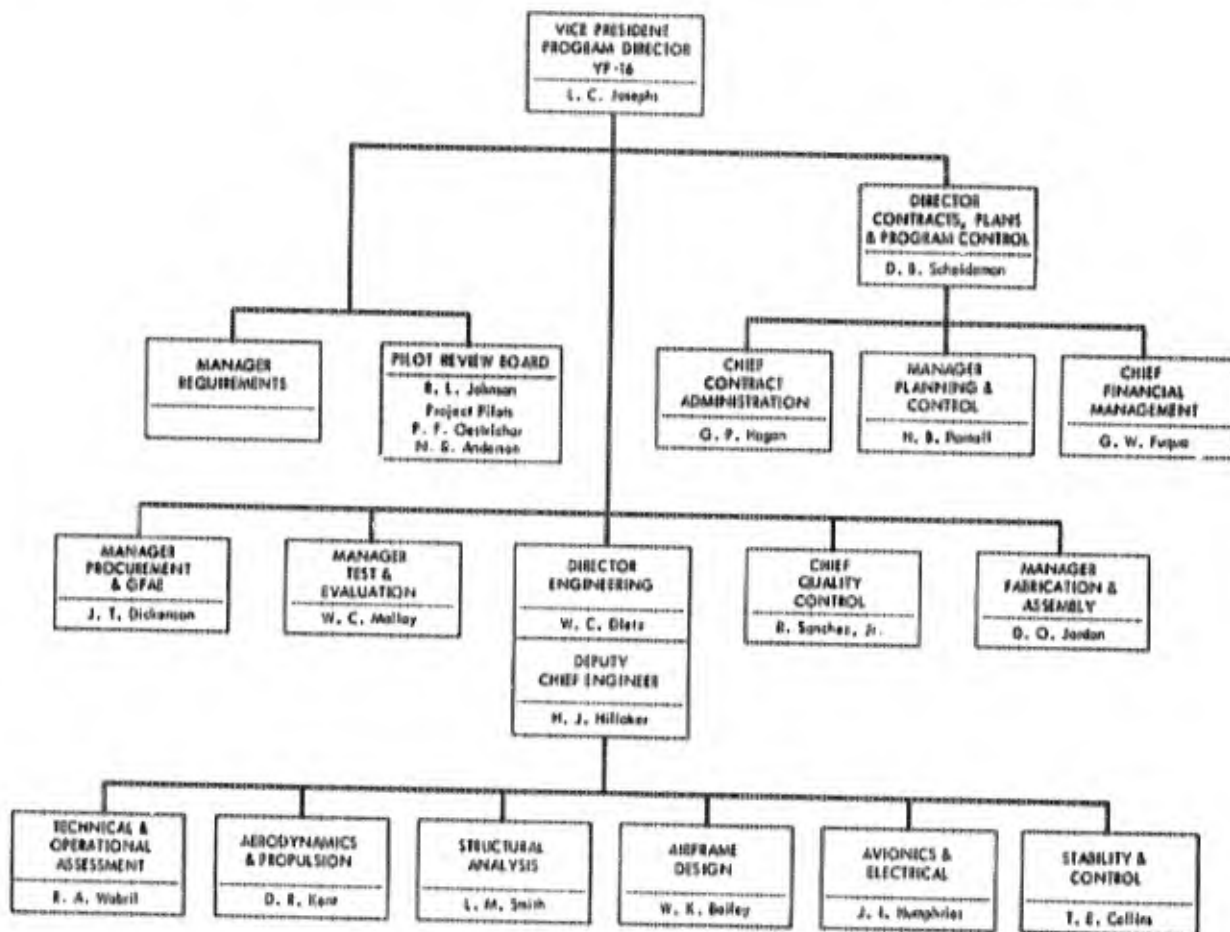 VICE PRESIDENT
PROGRAM DIRECTOR
YF-16
L. C. Josephs
DIRECTOR
CONTRACTS, PLANS
& PROGRAM CONTROL
D. B. Scheideman
MANAGER
REQUIREMENTS
PILOT REVIEW BOARD
R. L. Johnson
Project Pilots
P. F. Oestricher
N. R. Anderson
CHIEF
CONTRACT
ADMINISTRATION
G. P. Hogan
MANAGER
PLANNING &
CONTROL
H. B. Parnall
CHIEF
FINANCIAL
MANAGEMENT
G. W. Fuqua
MANAGER
PROCUREMENT
& GFAE
J. T. Dickenson
MANAGER
TEST &
EVALUATION
W. C. Malloy
DIRECTOR
ENGINEERING
W. C. Dietz
DEPUTY
CHIEF ENGINEER
H. J. Hillaker
CHIEF
QUALITY
CONTROL
B. Sanchez, Jr.
MANAGER
FABRICATION &
ASSEMBLY
D. O. Jordan
TECHNICAL &
OPERATIONAL
ASSESSMENT
R. A.
AERODYNAMICS
& PROPULSION
D. R. Kent
STRUCTURAL
ANALYSIS
L. M. Smith
AIRFRAME
DESIGN
W. K. Bailey
AVIONICS &
ELECTRICAL
J. E. Humphries
STABILITY &
CONTROL
T. E. Collins